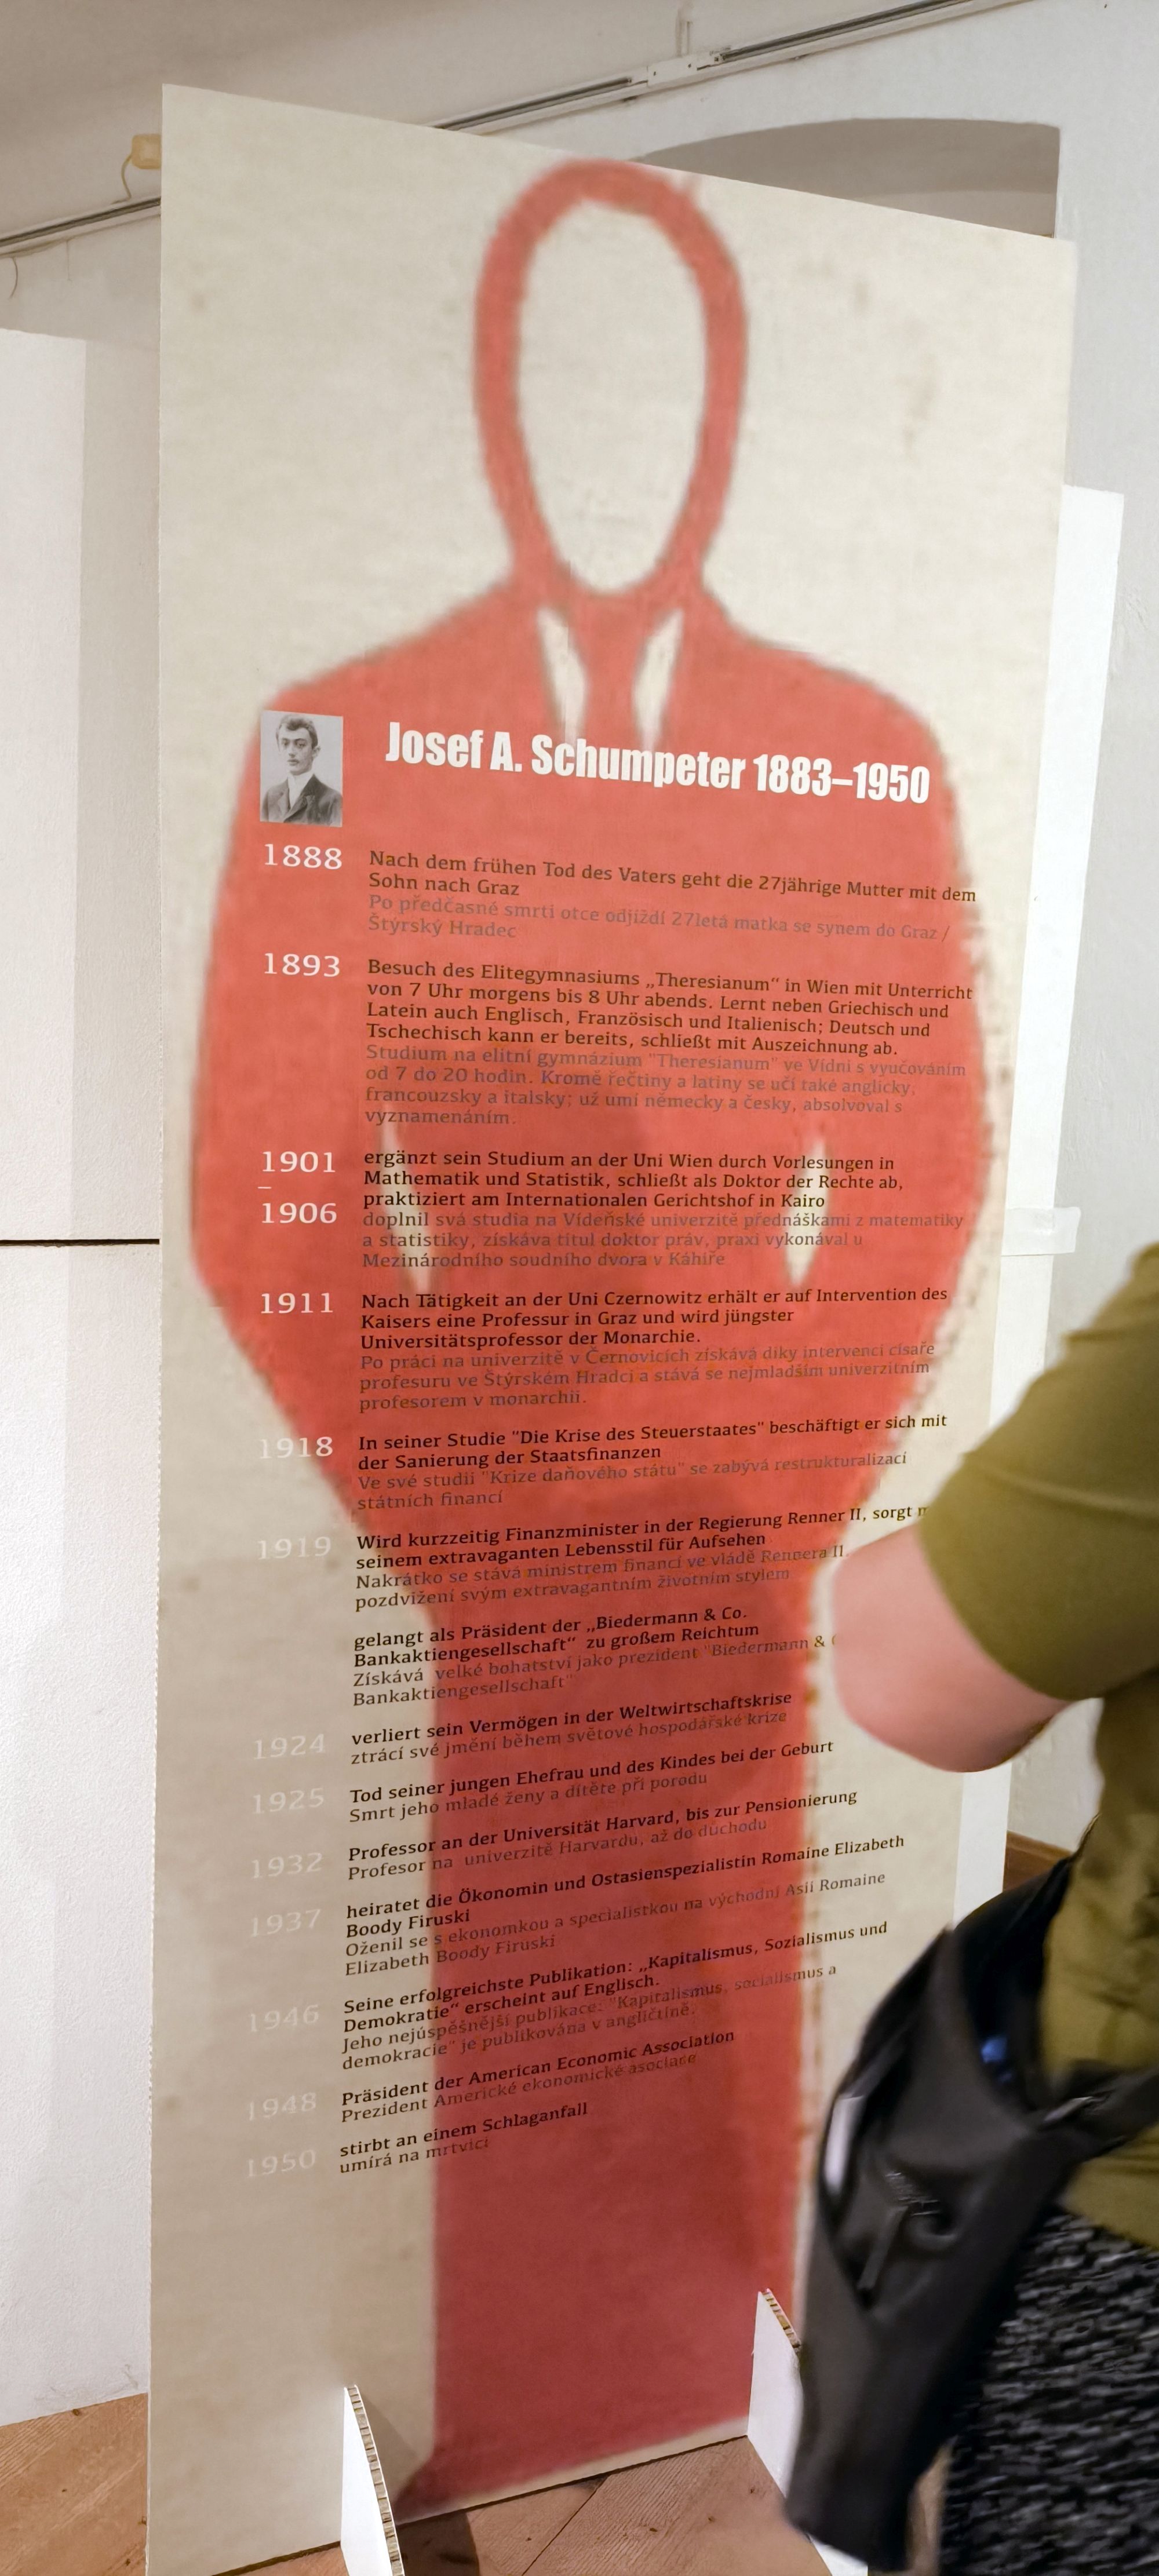 Josef A. Schumpeter 1883–1950
1888
Nach dem frühen Tod des Vaters geht die 27jährige Mutter mit dem
Sohn nach Graz
Po předčasné smrti otce odjíždí 27letá matka se synem do Graz /
Štýrský Hradec
1893
Besuch des Elitegymnasiums „Theresianum“ in Wien mit Unterricht
von 7 Uhr morgens bis 8 Uhr abends. Lernt neben Griechisch und
Latein auch Englisch, Französisch und Italienisch; Deutsch und
Tschechisch kann er bereits, schließt mit Auszeichnung ab.
Studium na elitní gymnázium "Theresianum" ve Vídni s vyučováním
od 7 do 20 hodin. Kromě řečtiny a latiny se učí také anglicky,
francouzsky a italsky; už umí německy a česky, absolvoval s
vyznamenáním.
1901
–
1906
ergänzt sein Studium an der Uni Wien durch Vorlesungen in
Mathematik und Statistik, schließt als Doktor der Rechte ab,
praktiziert am Internationalen Gerichtshof in Kairo
doplnil svá studia na Vídeňské univerzitě přednáškami z matematiky
a statistiky, získáva titul doktor práv, praxi vykonával u
Mezinárodního soudního dvora v Káhiře
1911
Nach Tätigkeit an der Uni Czernowitz erhält er auf Intervention des
Kaisers eine Professur in Graz und wird jüngster
Universitätsprofessor der Monarchie.
Po práci na univerzitě v Černovicích získává díky intervenci císaře
profesuru ve Štýrském Hradci a stává se nejmladším univerzitním
profesorem v monarchii.
1918
In seiner Studie "Die Krise des Steuerstaates" beschäftigt er sich mit
der Sanierung der Staatsfinanzen
Ve své studii "Krize daňového státu" se zabývá restrukturalizací
státních financí
1919
Wird kurzzeitig Finanzminister in der Regierung Renner II, sorgt
seinem extravaganten Lebensstil für Aufsehen
Nakrátko se stává ministrem financí ve vládě Rennera II.
pozdvižení svým extravagantním životním stylem
gelangt als Präsident der „Biedermann & Co.
Bankaktiengesellschaft“ zu großem Reichtum
Získává velké bohatství jako prezident "Biedermann &
Bankaktiengesellschaft"
1924
verliert sein Vermögen in der Weltwirtschaftskrise
ztrácí své jmění během světové hospodářské krize
1925
Tod seiner jungen Ehefrau und des Kindes bei der Geburt
Smrt jeho mladé ženy a dítěte při porodu
1932
Professor an der Universität Harvard, bis zur Pensionierung
Profesor na univerzitě Harvardu, až do důchodu
1937
heiratet die Ökonomin und Ostasienspezialistin Romaine Elizabeth
Boody Firuski
Oženil se s ekonomkou a specialistkou na východní Asii Romaine
Elizabeth Boody Firuski
1946
Seine erfolgreichste Publikation: „Kapitalismus, Sozialismus und
Demokratie“ erscheint auf Englisch.
Jeho nejúspěšnější publikace: "Kapitalismus, socialismus a
demokracie" je publikována v angličtině.
1948
Präsident der American Economic Association
Prezident Americké ekonomické asociace
1950
stirbt an einem Schlaganfall
umírá na mrtvici